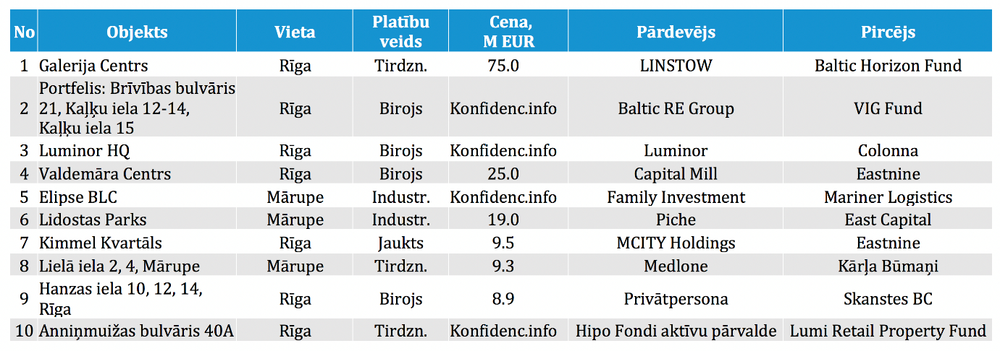 No Objekts Vieta Platību veids Cena, M EUR Pārdevējs Pircējs
1 Galerija Centrs Rīga Tirdzn. 75.0 LINSTOW Baltic Horizon Fund
2 Portfelis: Brīvības bulvāris 21, Kaļķu iela 12-14, Kaļķu iela 15 Rīga Birojs Konfidenc.info Baltic RE Group VIG Fund
3 Luminor HQ Rīga Birojs Konfidenc.info Luminor Colonna
4 Valdemāra Centrs Rīga Birojs 25.0 Capital Mill Eastnine
5 Elipse BLC Mārupe Industr. Konfidenc.info Family Investment Mariner Logistics
6 Lidostas Parks Mārupe Industr. 19.0 Piche East Capital
7 Kimmel Kvartāls Rīga Jaukts 9.5 MCITY Holdings Eastnine
8 Lielā iela 2, 4, Mārupe Mārupe Tirdzn. 9.3 Medlone Kārļa Būmaņi
9 Hanzas iela 10, 12, 14, Rīga Rīga Birojs 8.9 Privātpersona Skanstes BC
10 Anniņmuižas bulvāris 40A Rīga Tirdzn. Konfidenc.info Hipo Fondi aktīvu pārvalde Lumi Retail Property Fund